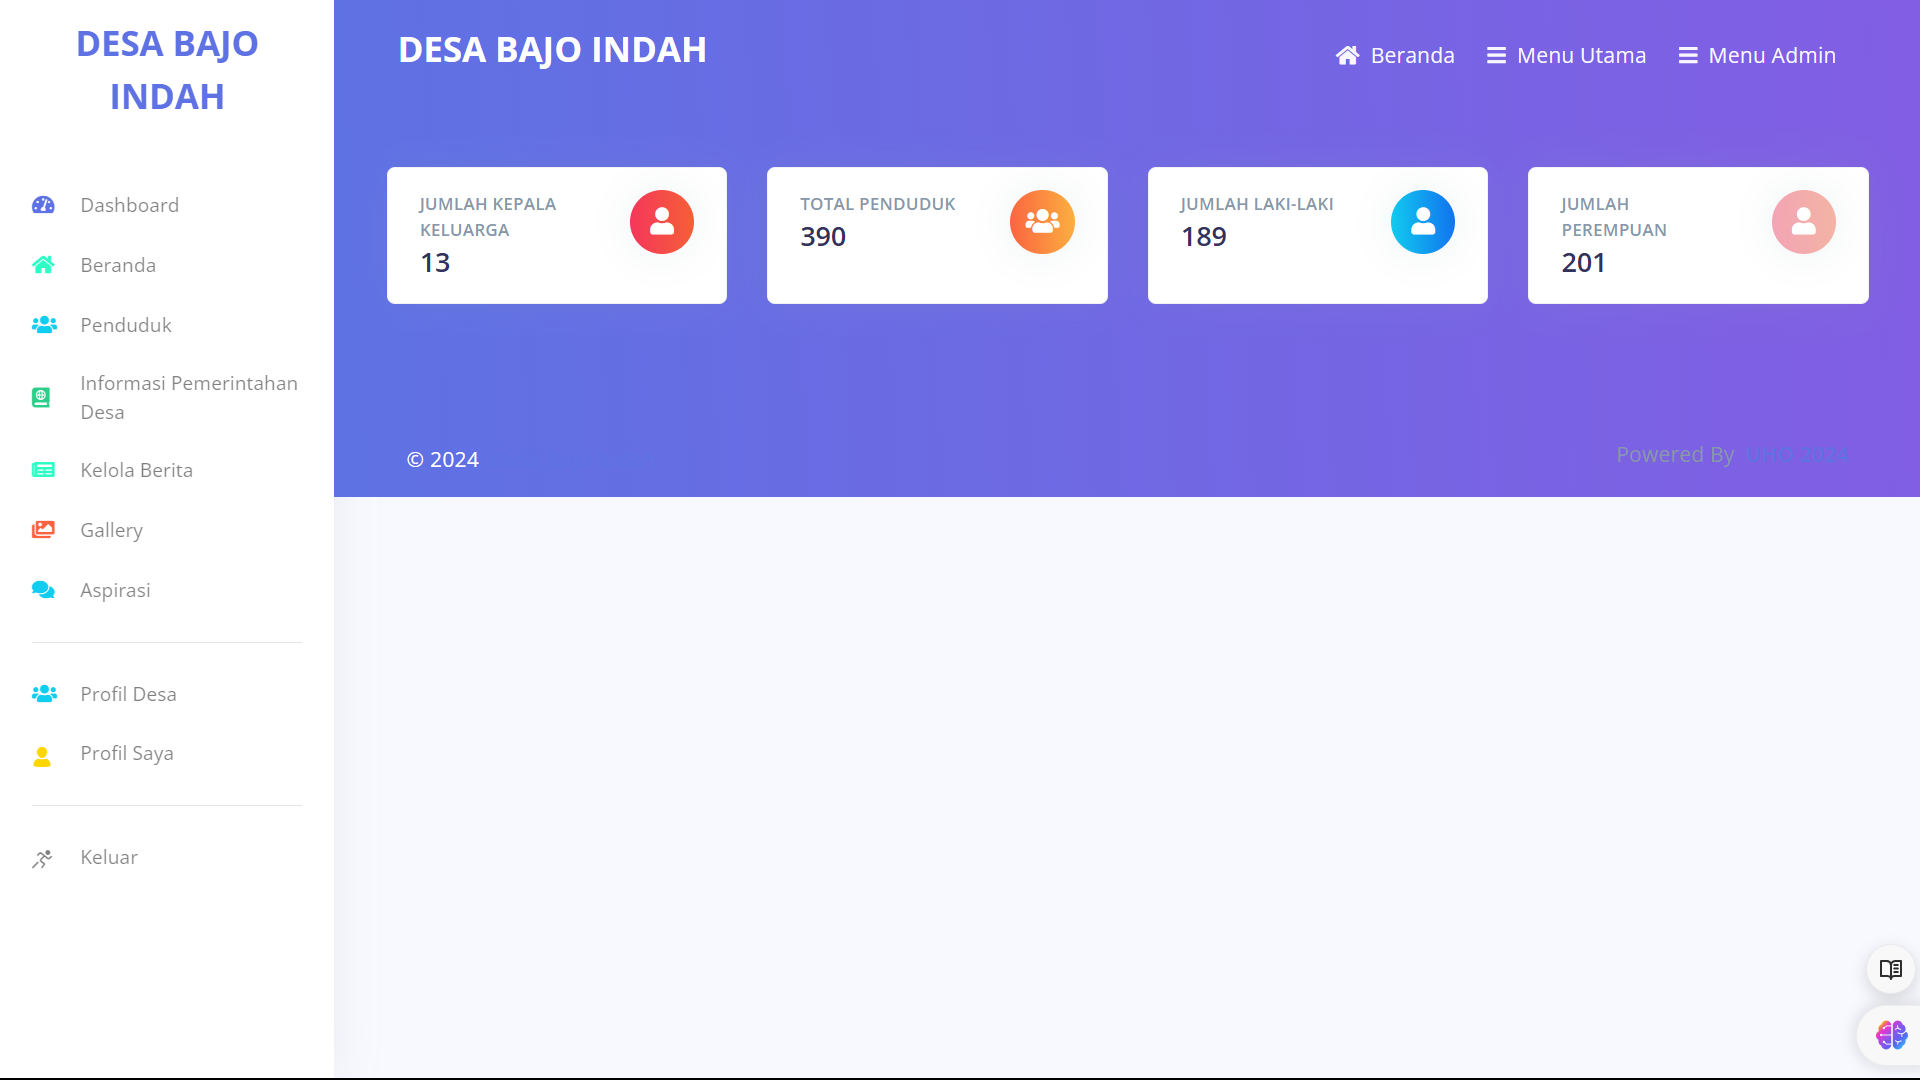 DESA BAJO
INDAH
Dashboard
Beranda
Penduduk
Informasi Pemerintahan
Desa
Kelola Berita
Gallery
Aspirasi
Profil Desa
Profil Saya
Keluar
DESA BAJO INDAH
Beranda
Menu Utama
Menu Admin
JUMLAH KEPALA
KELUARGA
13
TOTAL PENDUDUK
390
JUMLAH LAKI-LAKI
189
JUMLAH
PEREMPUAN
201
© 2024
Powered By UHO 2024